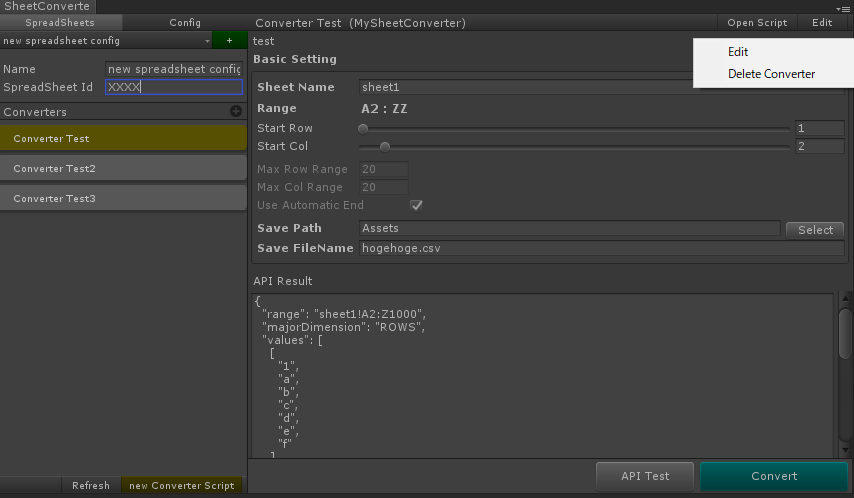 SheetConverte
SpreadSheets Config Converter Test (MySheetConverter) Open Script Edit
new spreadsheet config + test
Edit
Delete Converter
Basic Setting
Name new spreadsheet config
SpreadSheet Id XXXX
Sheet Name sheet1
Converters
Range A2 : ZZ
Start Row 1
Converter Test
Start Col 2
Converter Test2
Max Row Range 20
Max Col Range 20
Converter Test3
Use Automatic End
Save Path Assets Select
Save FileName hogehoge.csv
API Result
{
"range": "sheet1!A2:Z1000",
"majorDimension": "ROWS",
"values": [
[
"1",
"a",
"b",
"c",
"d",
"e",
"f"
]
Refresh new Converter Script API Test Convert